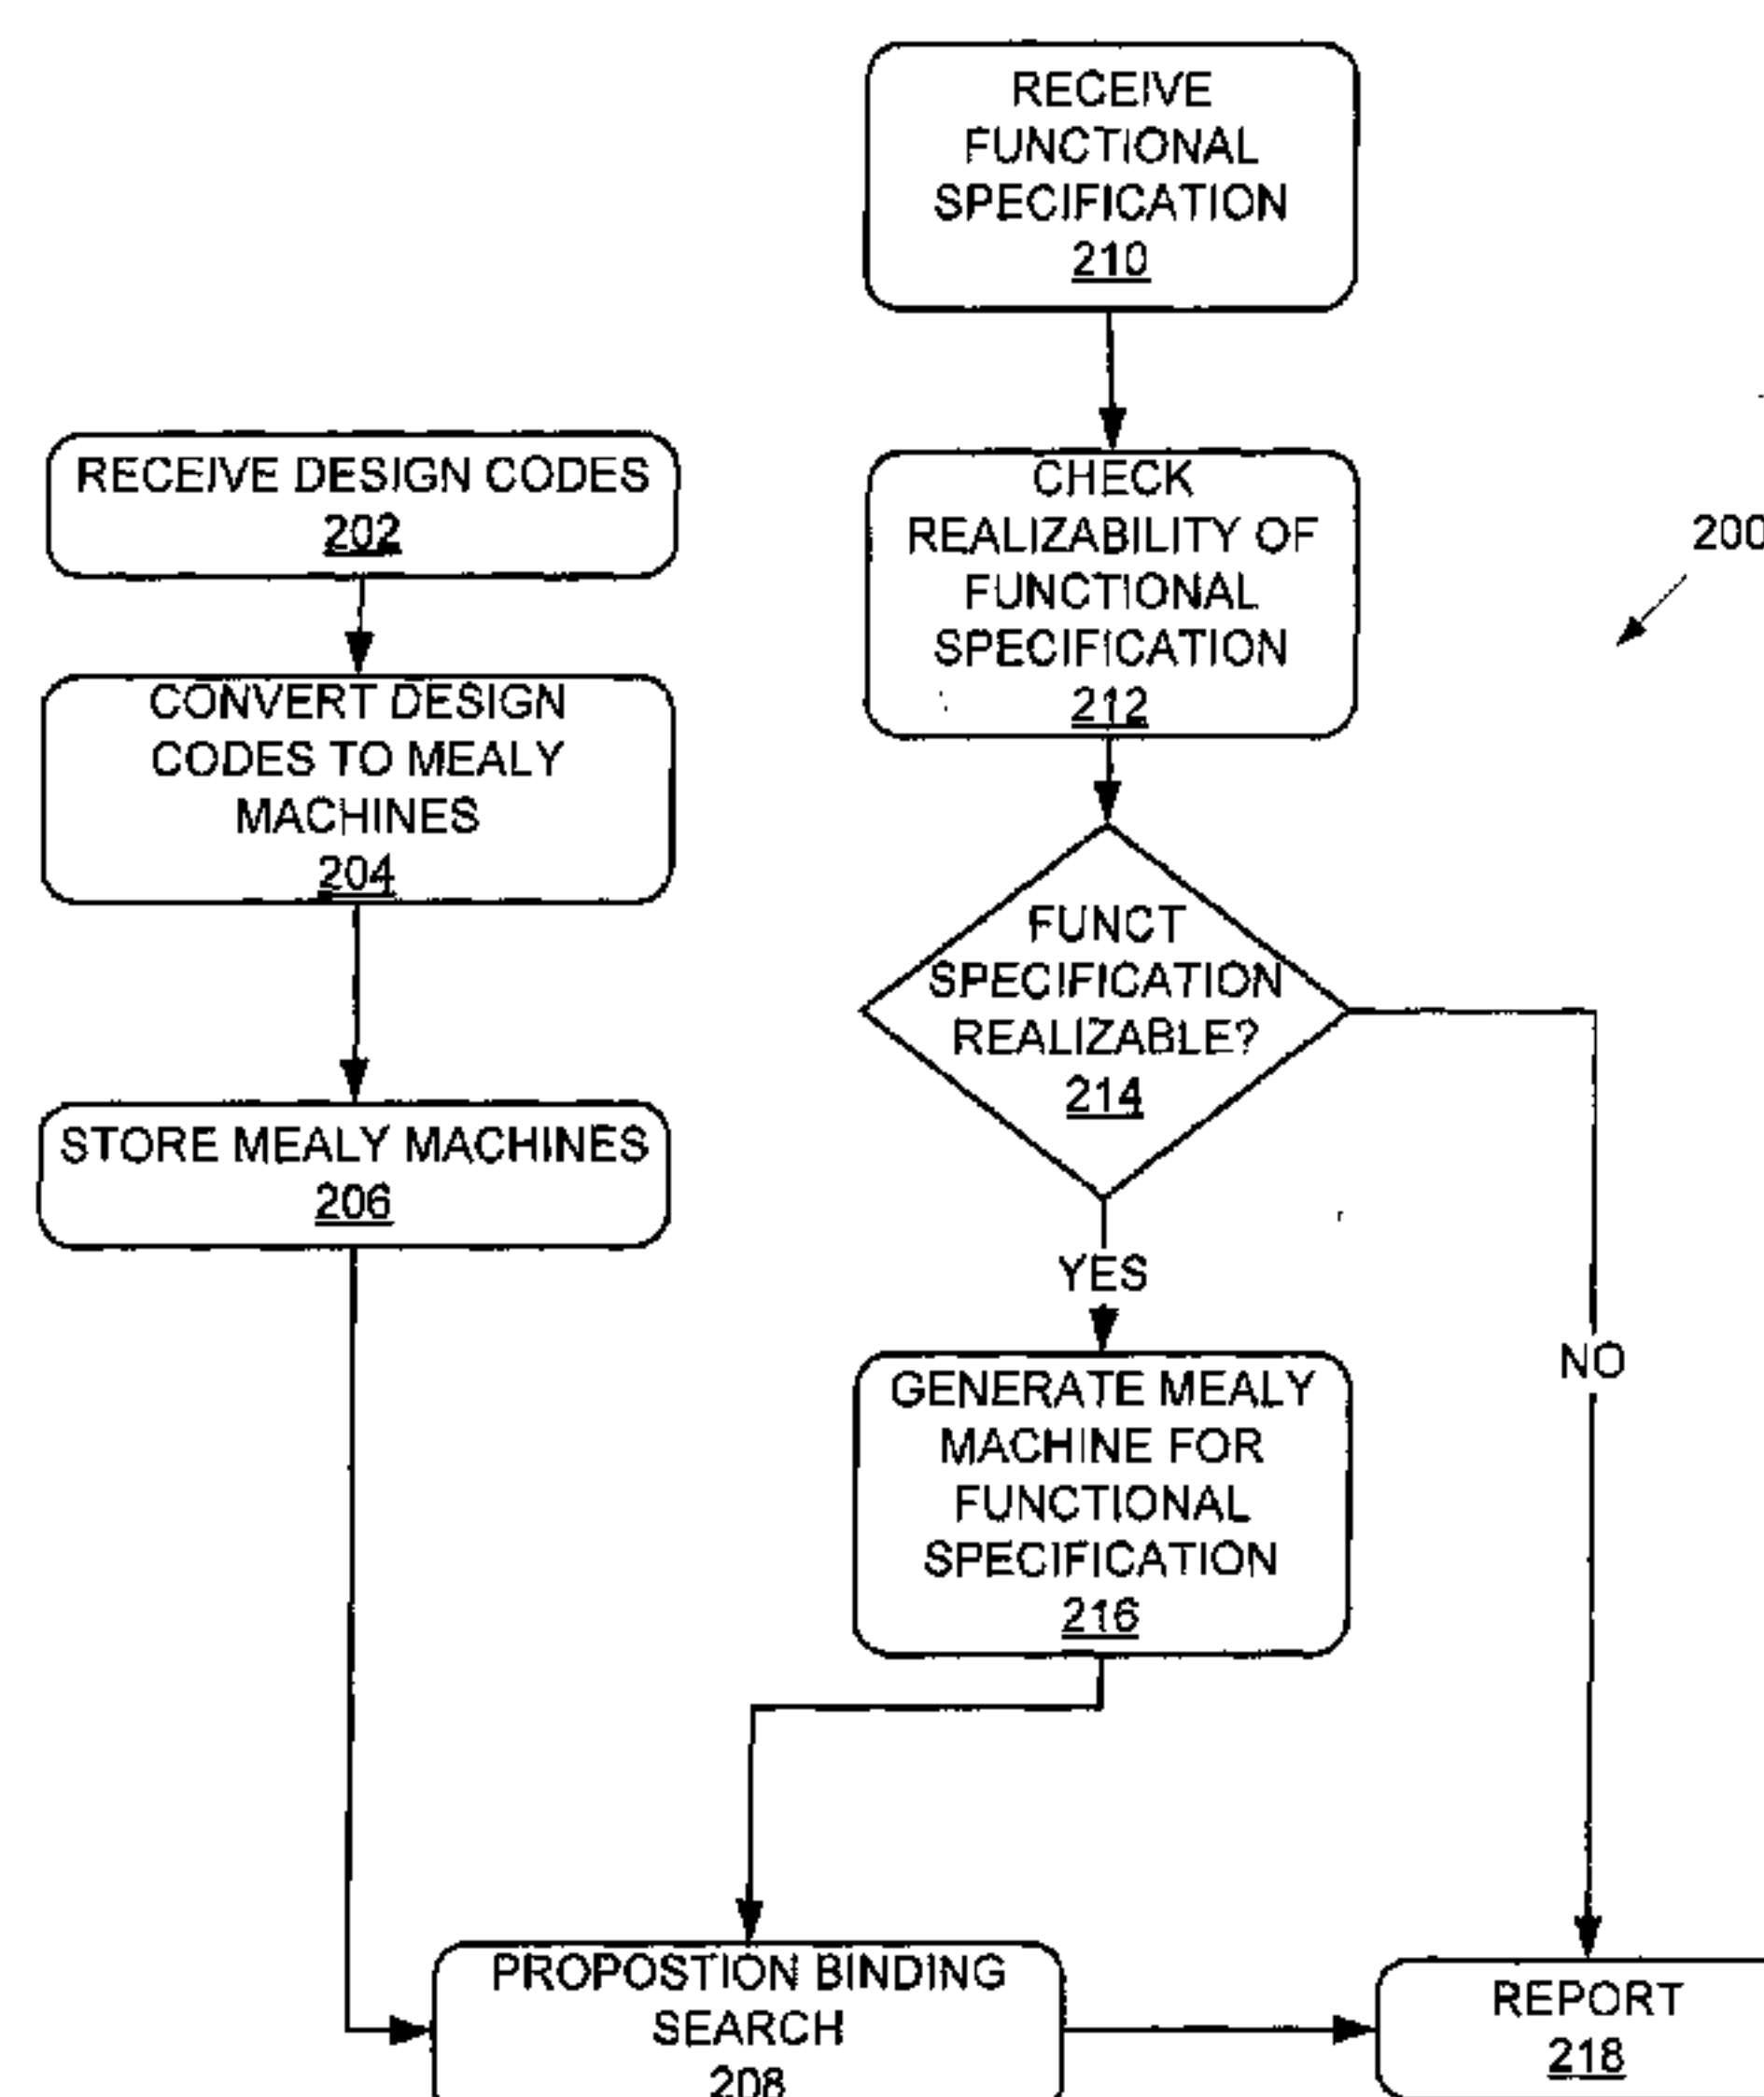 RECEIVE
FUNCTIONAL
SPECIFICATION
210
RECEIVE DESIGN CODES
202
CHECK
REALIZABILITY OF
FUNCTIONAL
SPECIFICATION
212
200
CONVERT DESIGN
CODES TO MEALY
MACHINES
204
FUNCT
SPECIFICATION
REALIZABLE?
214
STORE MEALY MACHINES
206
YES
NO
GENERATE MEALY
MACHINE FOR
FUNCTIONAL
SPECIFICATION
216
PROPOSTION BINDING
SEARCH
208
REPORT
218